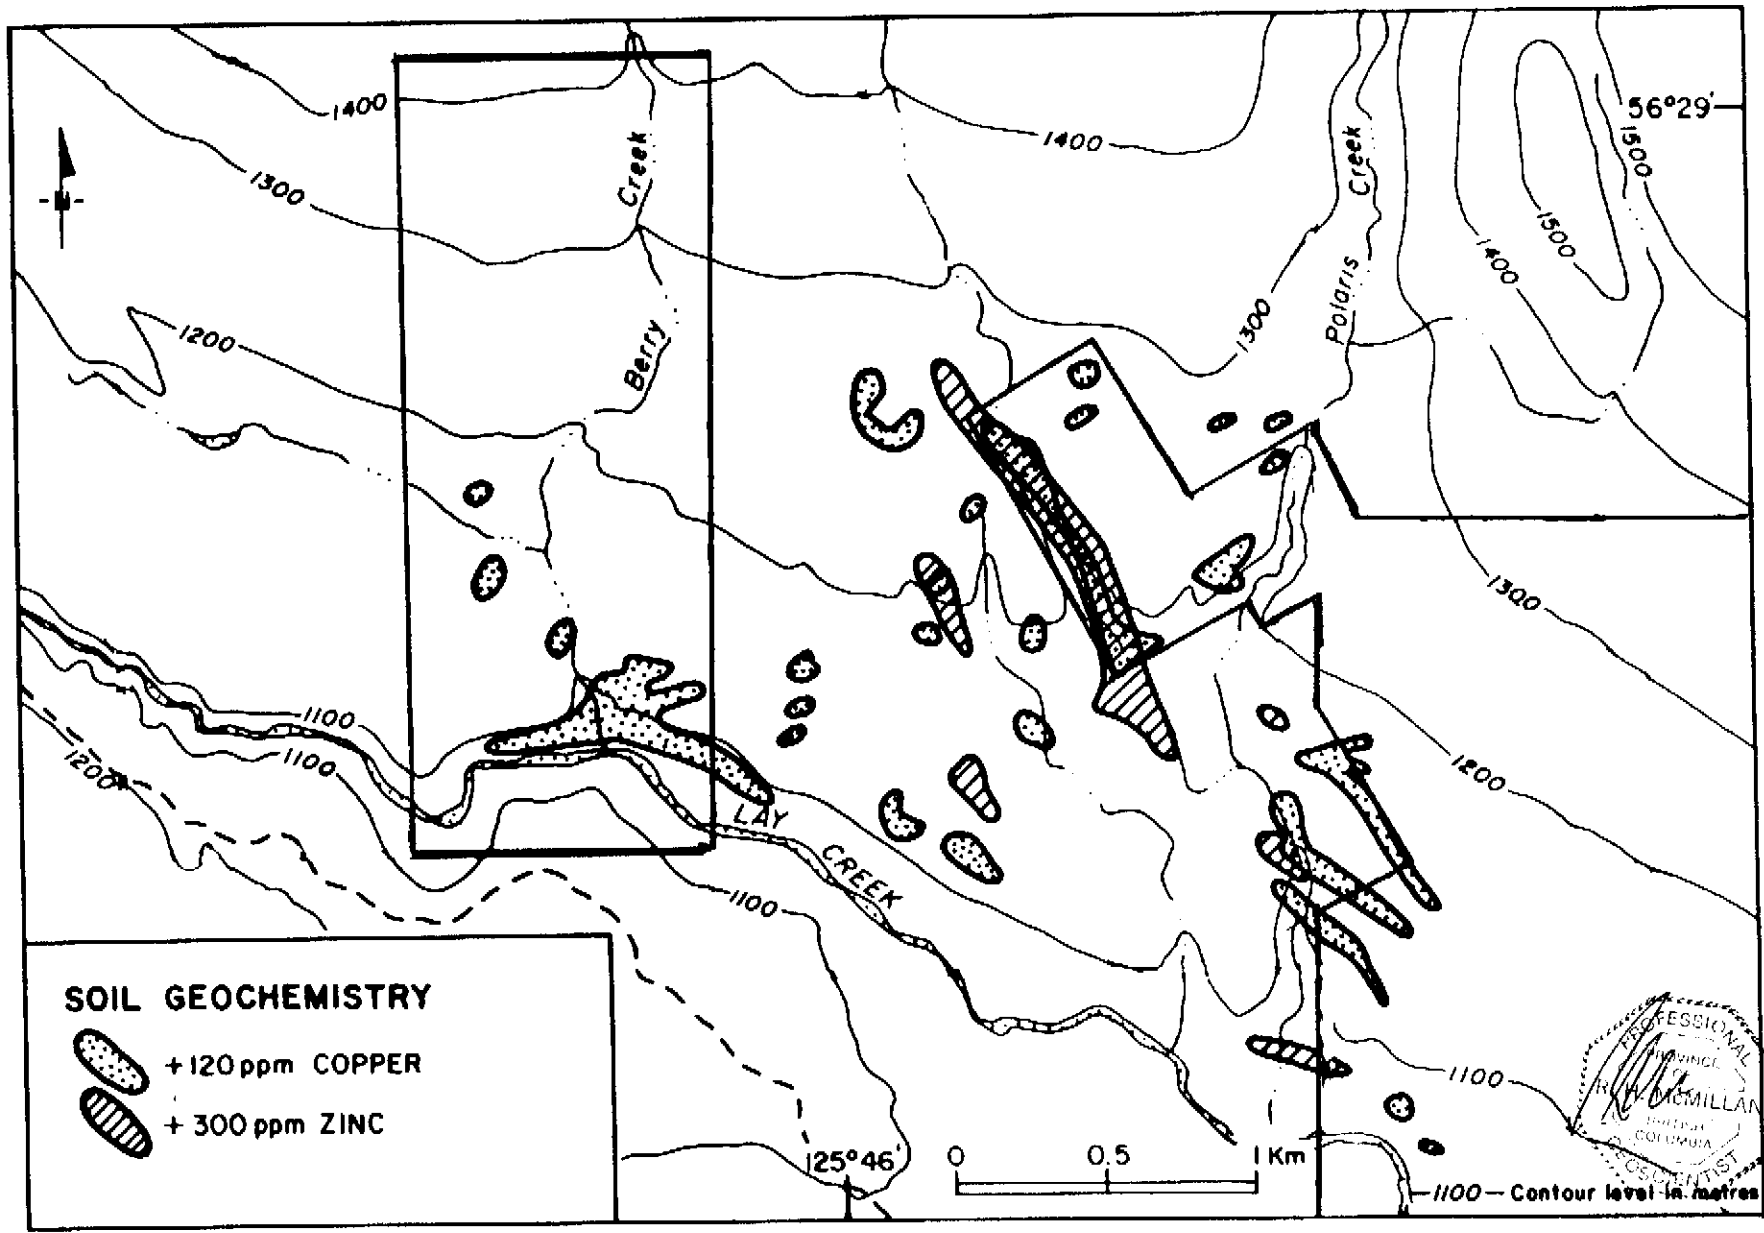 1400
56°29'
1400
Creek
Creek
1500
1300
1500
1400
Polaris
1300
1200
Berry
1300
1100
1100
1200
1200
LAY
CREEK
1100
SOIL GEOCHEMISTRY
+120 ppm COPPER
+300 ppm ZINC
1100
PROFESSIONAL
PROVINCE
OF
R. H. McMILLAN
BRITISH
COLUMBIA
GEOSCIENTIST
125°46'
0 0.5 1 Km
-1100- Contour level in metres